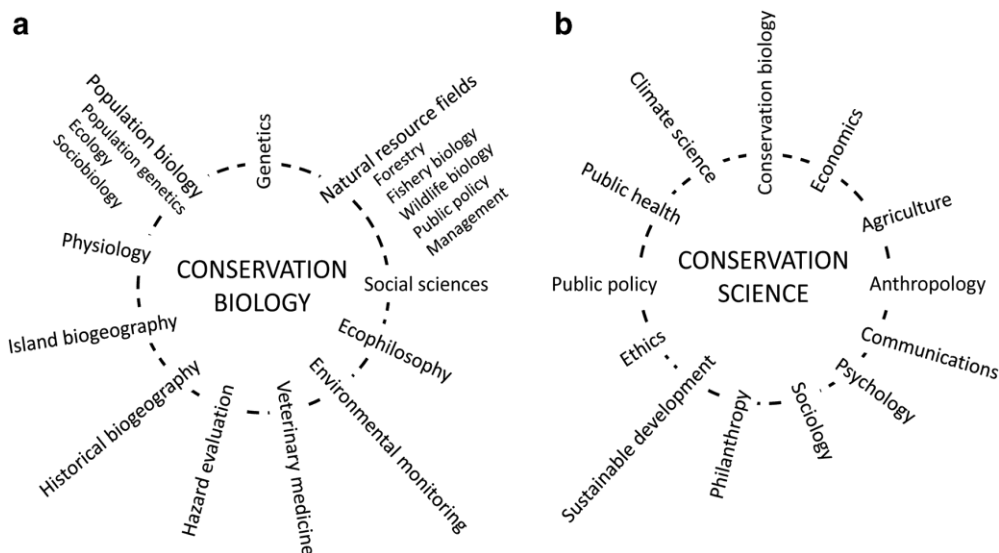 a
Population biology
Population genetics
Ecology
Sociobiology
Genetics
Natural resource fields
Forestry
Fishery biology
Wildlife biology
Public policy
Management
Physiology
CONSERVATION
BIOLOGY
Social sciences
Island biogeography
Ecophilosophy
Historical biogeography
Hazard evaluation
Veterinary medicine
Environmental monitoring
b
Climate science
Conservation biology
Economics
Public health
Agriculture
Public policy
CONSERVATION
SCIENCE
Anthropology
Ethics
Communications
Psychology
Sustainable development
Philanthropy
Sociology